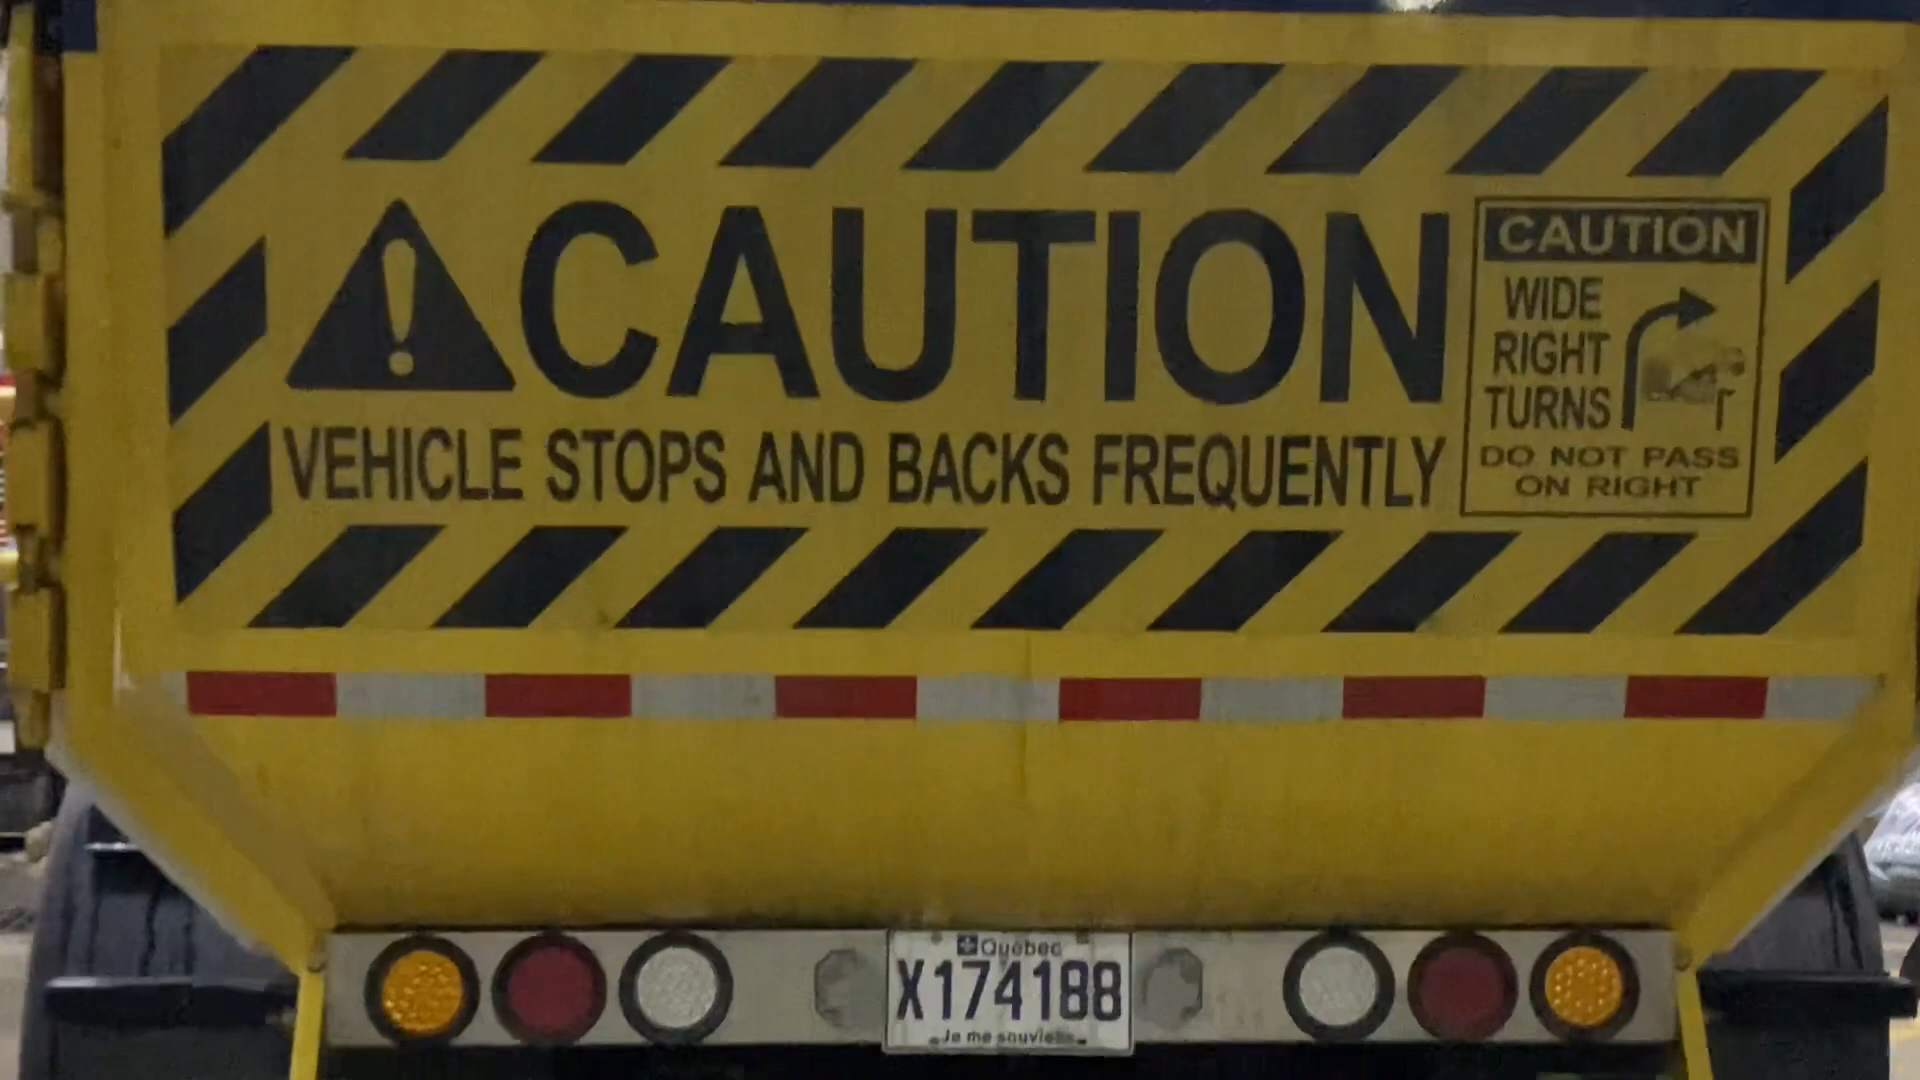 CAUTION
VEHICLE STOPS AND BACKS FREQUENTLY
CAUTION
WIDE
RIGHT
TURNS
DO NOT PASS
ON RIGHT
Québec
X174188
Je me souviens